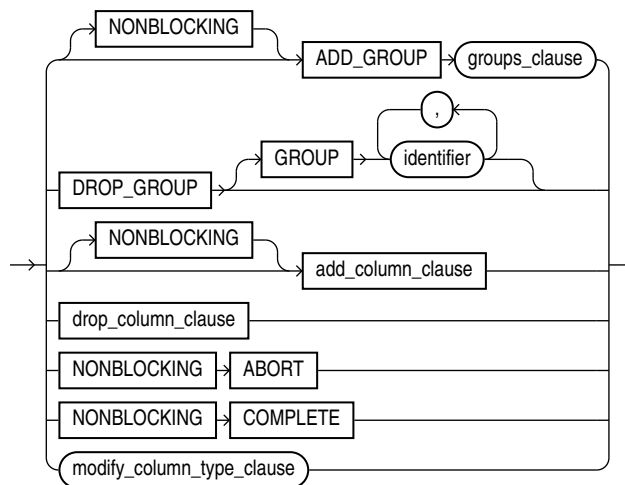 NONBLOCKING
ADD_GROUP groups_clause
,
GROUP identifier
DROP_GROUP
NONBLOCKING
add_column_clause
drop_column_clause
NONBLOCKING ABORT
NONBLOCKING COMPLETE
modify_column_type_clause